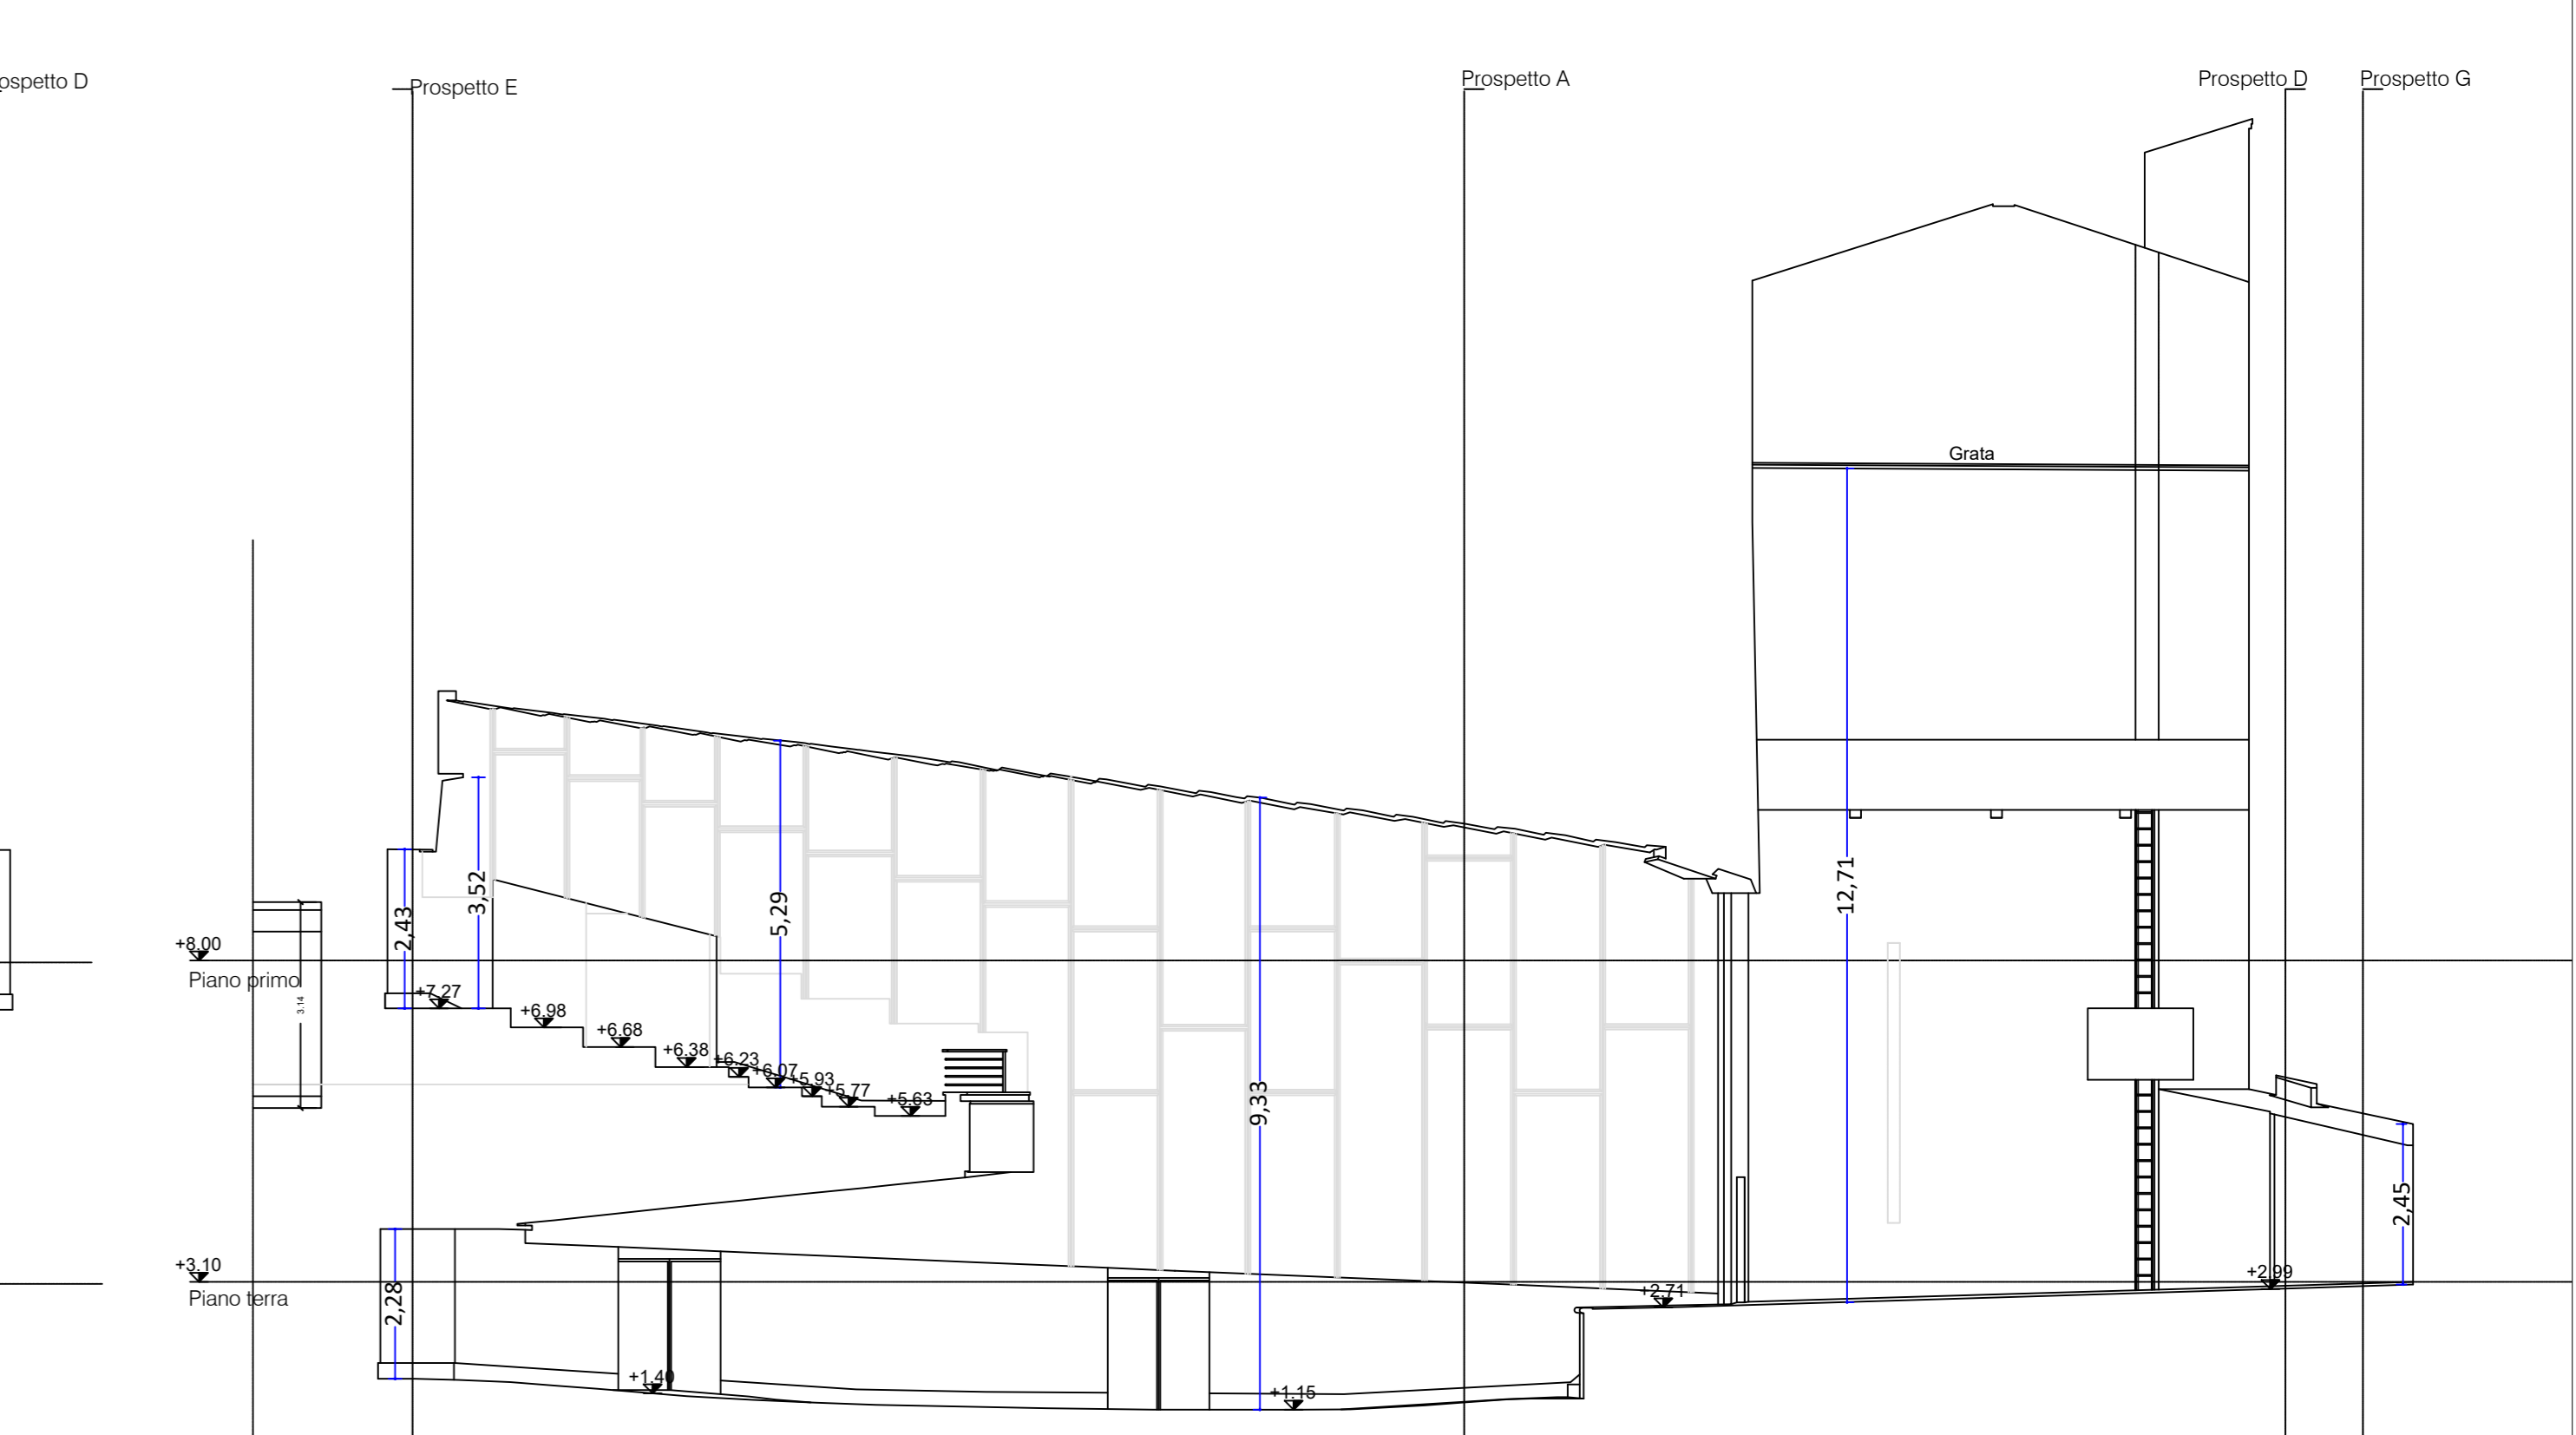 ospetto D
Prospetto E
Prospetto A
Prospetto D
Prospetto G
Grata
12,71
5,29
3,52
2,43
+8.00
Piano primo
3.14
+7.27
+6.98
+6.68
+6.38
+6.23
+6.07
+5.93
+5.77
+5.63
9,33
2,45
+3.10
Piano terra
2,28
+2.71
+2.99
+1.40
+1.15